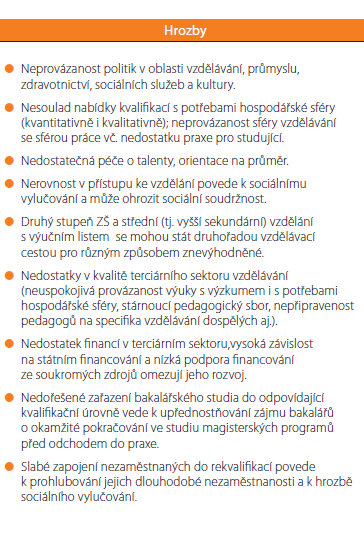 Hrozby
● Neprovázanost politik v oblasti vzdělávání, průmyslu,
zdravotnictví, sociálních služeb a kultury.
● Nesoulad nabídky kvalifikací s potřebami hospodářské sféry
(kvantitativně i kvalitativně); neprovázanost sféry vzdělávání
se sférou práce vč. nedostatku praxe pro studující.
● Nedostatečná péče o talenty, orientace na průměr.
● Nerovnost v přístupu ke vzdělání povede k sociálnímu
vylučování a může ohrozit sociální soudržnost.
● Druhý stupeň ZŠ a střední (tj. vyšší sekundární) vzdělání
s výučním listem se mohou stát druhořadou vzdělávací
cestou pro různým způsobem znevýhodněné.
● Nedostatky v kvalitě terciárního sektoru vzdělávání
(neuspokojivá provázanost výuky s výzkumem i s potřebami
hospodářské sféry, stárnoucí pedagogický sbor, nepřipravenost
pedagogů na specifika vzdělávání dospělých aj.).
● Nedostatek financí v terciárním sektoru,vysoká závislost
na státním financování a nízká podpora financování
ze soukromých zdrojů omezují jeho rozvoj.
● Nedořešené zařazení bakalářského studia do odpovídající
kvalifikační úrovně vede k upřednostňování zájmu bakalářů
o okamžité pokračování ve studiu magisterských programů
před odchodem do praxe.
● Slabé zapojení nezaměstnaných do rekvalifikací povede
k prohlubování jejich dlouhodobé nezaměstnanosti a k hrozbě
sociálního vylučování.